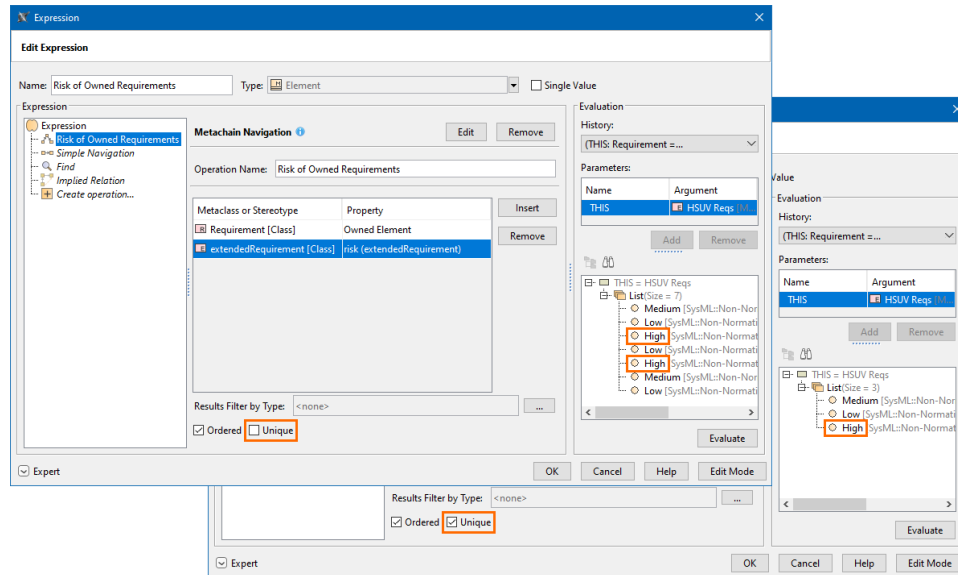 Expression
Edit Expression
Name: Risk of Owned Requirements Type: Element Single Value
Expression
Expression
Risk of Owned Requirements
Simple Navigation
Find
Implied Relation
Create operation...
Metachain Navigation Edit Remove
Operation Name: Risk of Owned Requirements
Metaclass or Stereotype Property
Requirement [Class] Owned Element
extendedRequirement [Class] risk (extendedRequirement)
Insert
Remove
Results Filter by Type: <none> ...
Ordered Unique
Evaluation
History:
(THIS: Requirement =...
Parameters:
Name Argument
THIS HSUV Reqs [M...
Add Remove
THIS = HSUV Reqs
List(Size = 7)
Medium [SysML::Non-Nor
Low [SysML::Non-Normati
High [SysML::Non-Normat
Low [SysML::Non-Normati
High [SysML::Non-Normat
Medium [SysML::Non-Nor
Low [SysML::Non-Normati
Evaluate
Expert OK Cancel Help Edit Mode
Value
Evaluation
History:
(THIS: Requirement =...
Parameters:
Name Argument
THIS HSUV Reqs [M...
Add Remove
THIS = HSUV Reqs
List(Size = 3)
Medium [SysML::Non-Nor
Low [SysML::Non-Normati
High [SysML::Non-Normat
Results Filter by Type: <none> ...
Ordered Unique
Evaluate
Expert OK Cancel Help Edit Mode